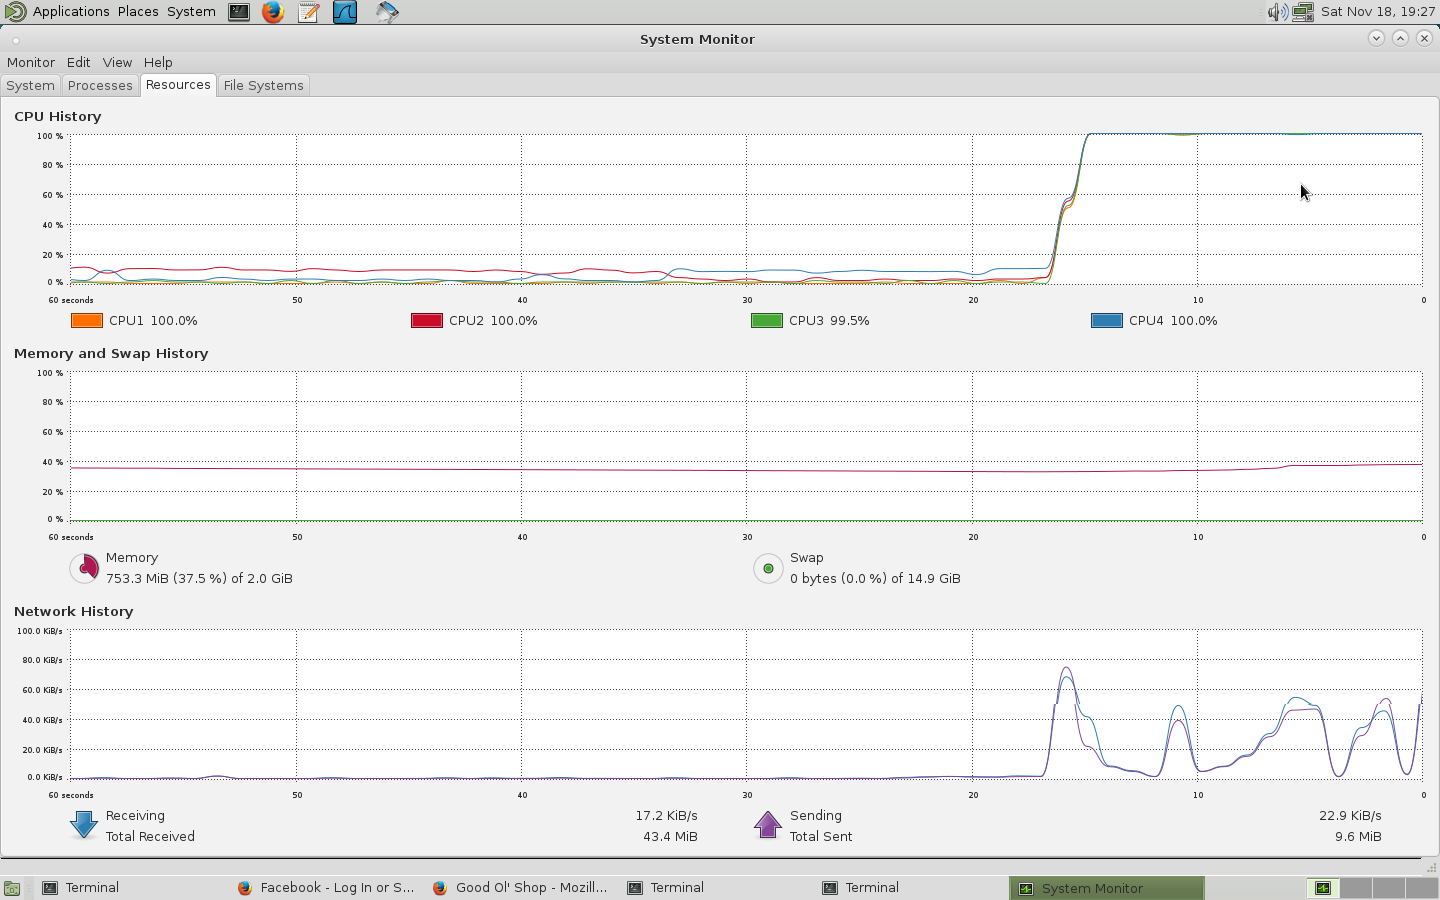 Applications Places System Sat Nov 18, 19:27
System Monitor
Monitor Edit View Help
System Processes Resources File Systems
CPU History
100 %
80 %
60 %
40 %
20 %
0 %
60 seconds 50 40 30 20 10 0
CPU1 100.0% CPU2 100.0% CPU3 99.5% CPU4 100.0%
Memory and Swap History
100 %
80 %
60 %
40 %
20 %
0 %
60 seconds 50 40 30 20 10 0
Memory Swap
753.3 MiB (37.5 %) of 2.0 GiB 0 bytes (0.0 %) of 14.9 GiB
Network History
100.0 KiB/s
80.0 KiB/s
60.0 KiB/s
40.0 KiB/s
20.0 KiB/s
0.0 KiB/s
60 seconds 50 40 30 20 10 0
Receiving 17.2 KiB/s Sending 22.9 KiB/s
Total Received 43.4 MiB Total Sent 9.6 MiB
Terminal Facebook - Log In or S... Good Ol' Shop - Mozill... Terminal Terminal System Monitor